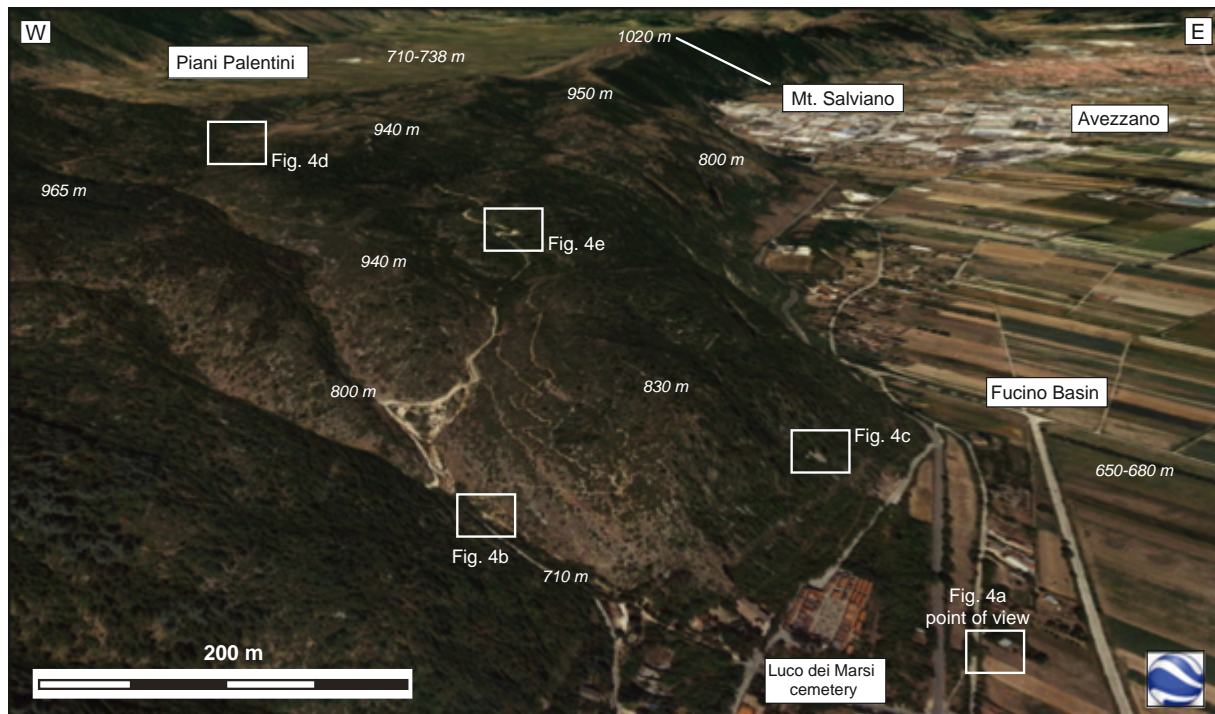 W
E
1020 m
710-738 m
Piani Palentini
950 m
Mt. Salviano
Avezzano
940 m
Fig. 4d
800 m
965 m
Fig. 4e
940 m
830 m
800 m
Fucino Basin
Fig. 4c
650-680 m
Fig. 4b
710 m
Fig. 4a
point of view
200 m
Luco dei Marsi
cemetery